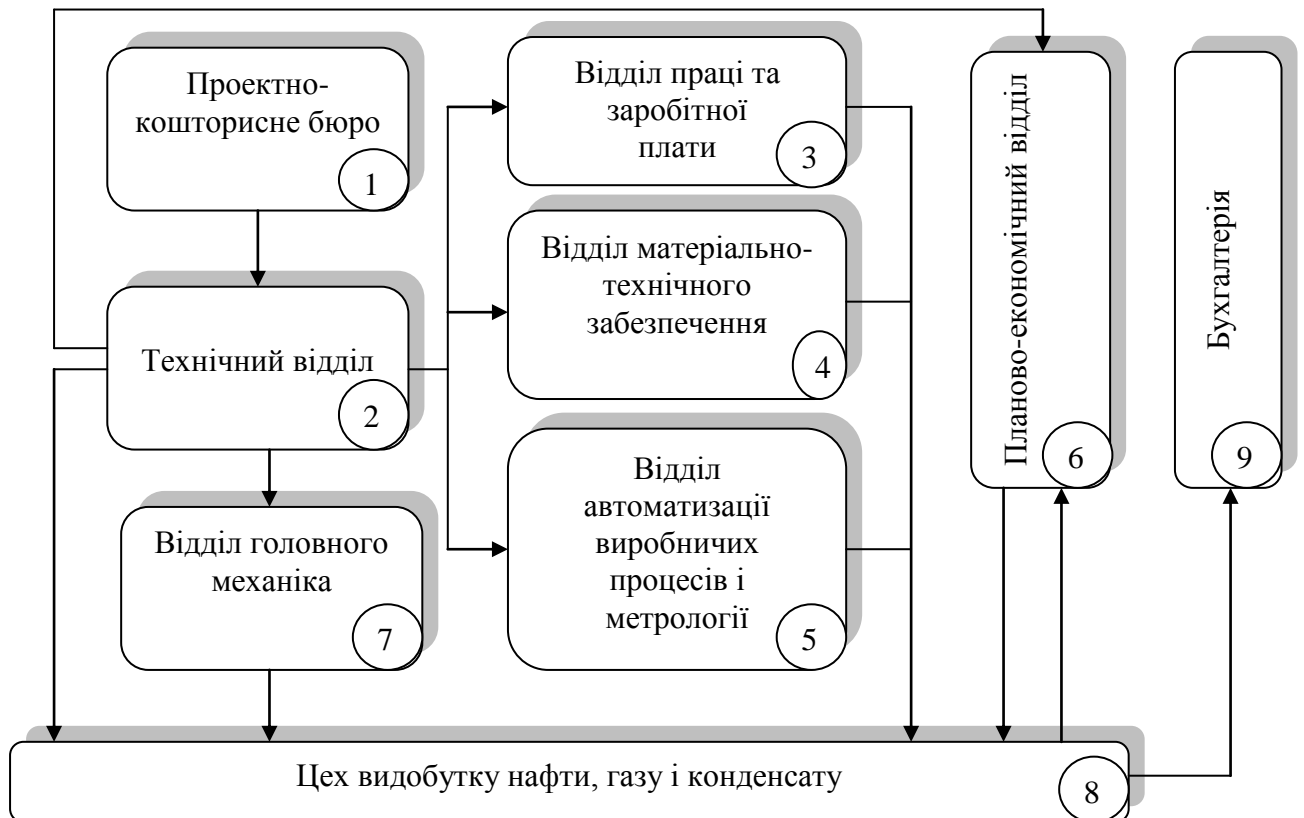 Проектно-
кошторисне бюро
1
Технічний відділ
2
Відділ головного
механіка
7
Відділ праці та
заробітної
плати
3
Відділ матеріально-
технічного
забезпечення
4
Відділ
автоматизації
виробничих
процесів і
метрології
5
Планово-економічний відділ
6
Бухгалтерія
9
Цех видобутку нафти, газу і конденсату
8